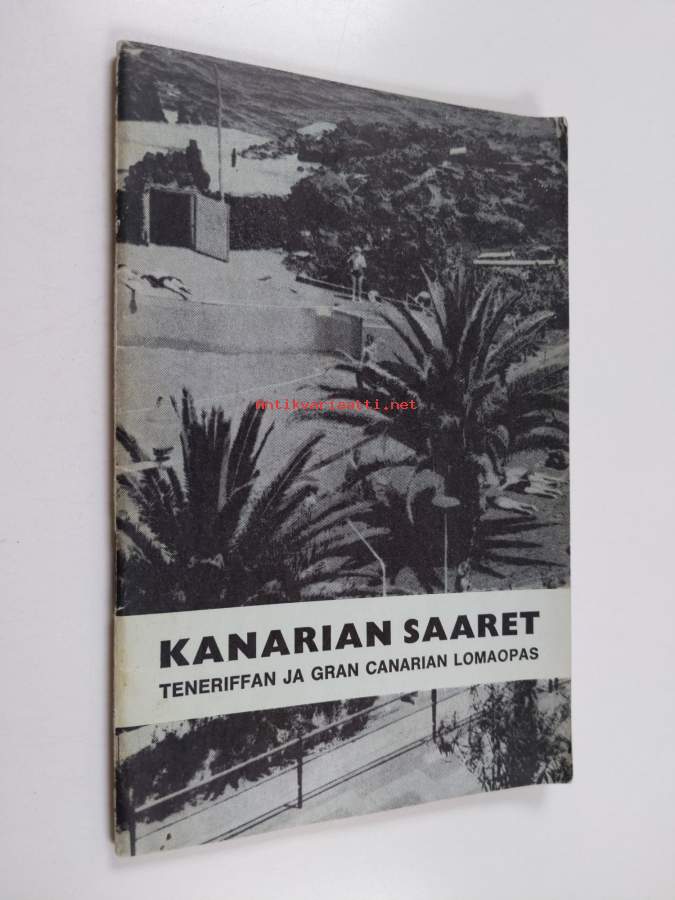 Antikvariaatti.net
KANARIAN SAARET
TENERIFFAN JA GRAN CANARIAN LOMAOPAS